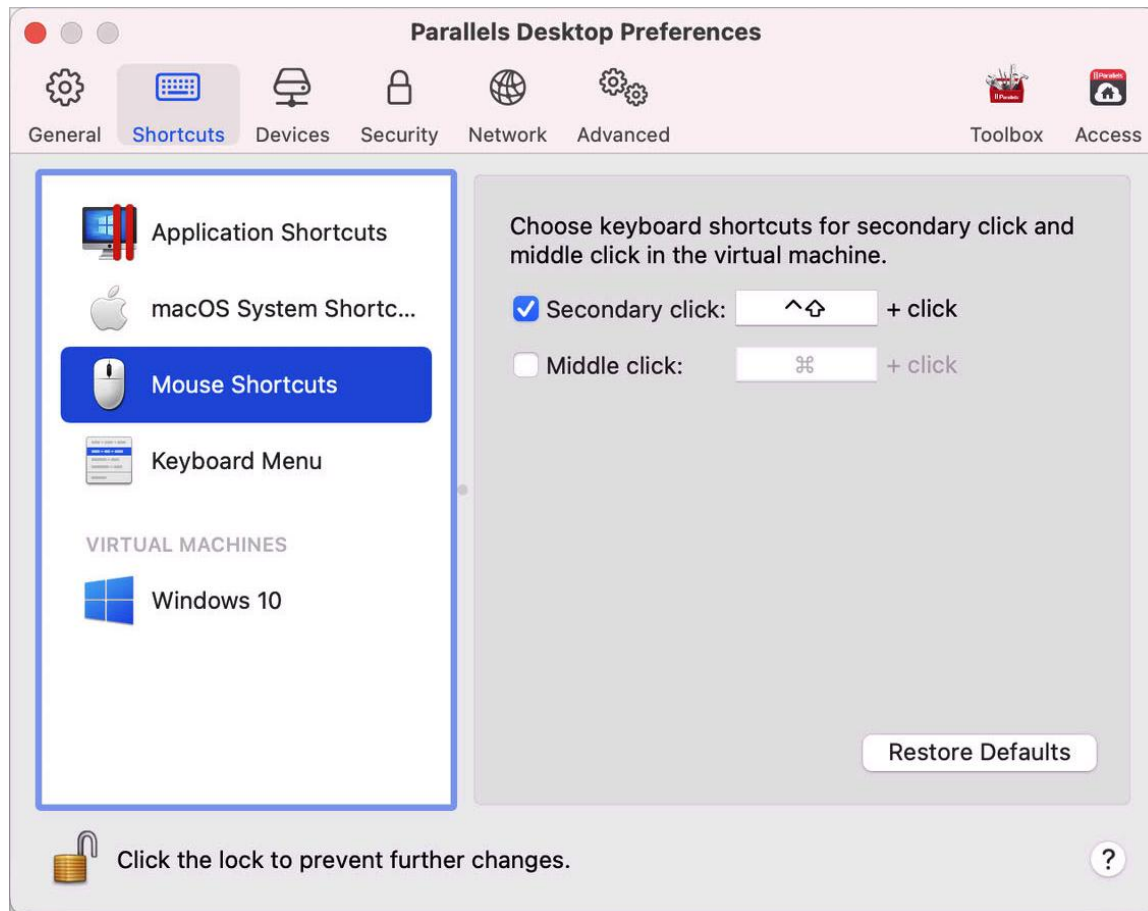 Parallels Desktop Preferences
General Shortcuts Devices Security Network Advanced Toolbox Access
Application Shortcuts
macOS System Shortc...
Mouse Shortcuts
Keyboard Menu
VIRTUAL MACHINES
Windows 10
Choose keyboard shortcuts for secondary click and
middle click in the virtual machine.
Secondary click: ^⇧ + click
Middle click: ⌘ + click
Restore Defaults
Click the lock to prevent further changes.
?